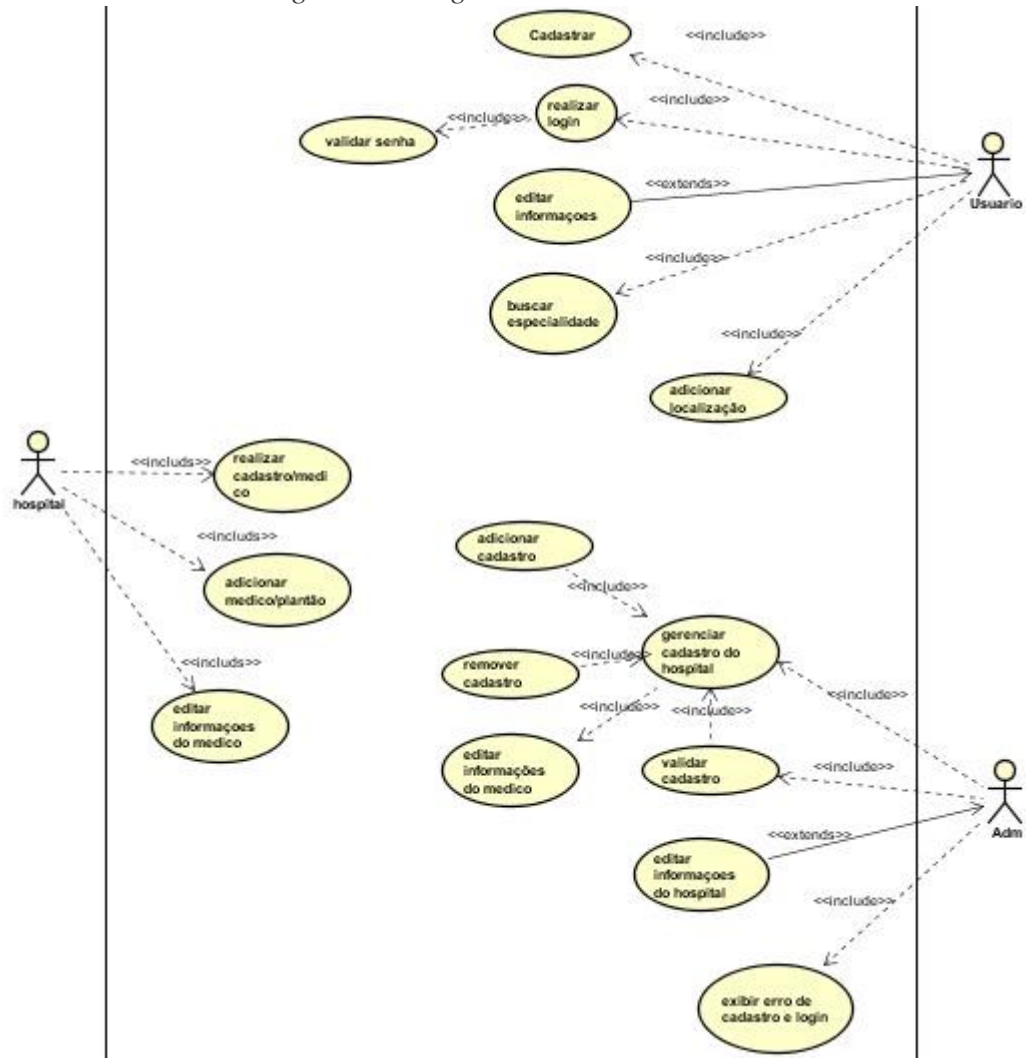 Cadastrar
<<include>>
realizar
login
<<include>>
<<include>>
validar senha
<<extends>>
editar
informaçoes
Usuario
<<include>>
buscar
especialidade
<<include>>
adicionar
localização
<<includs>>
realizar
cadastro/medi
co
hospital
<<includs>>
adicionar
cadastro
adicionar
medico/plantão
<<include>>
gerenciar
cadastro do
hospital
<<includs>>
remover
cadastro
<<include>>
<<include>>
<<include>>
<<include>>
editar
informaçoes
do medico
editar
informações
do medico
validar
cadastro
<<include>>
Adm
<<extends>>
editar
informaçoes
do hospital
<<include>>
exibir erro de
cadastro e login